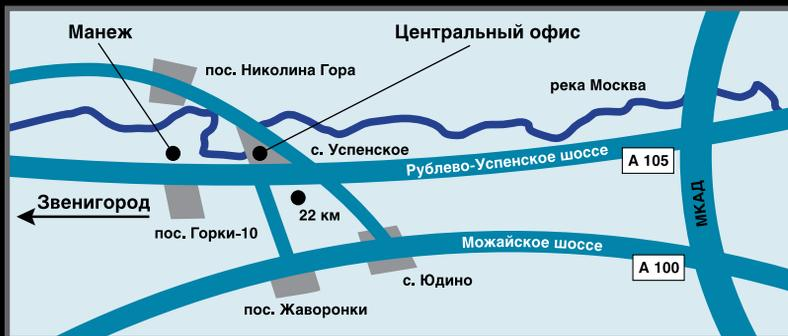 Манеж
Центральный офис
пос. Николина Гора
река Москва
с. Успенское
Рублево-Успенское шоссе
А 105
Звенигород
22 км
МКАД
пос. Горки-10
Можайское шоссе
А 100
с. Юдино
пос. Жаворонки